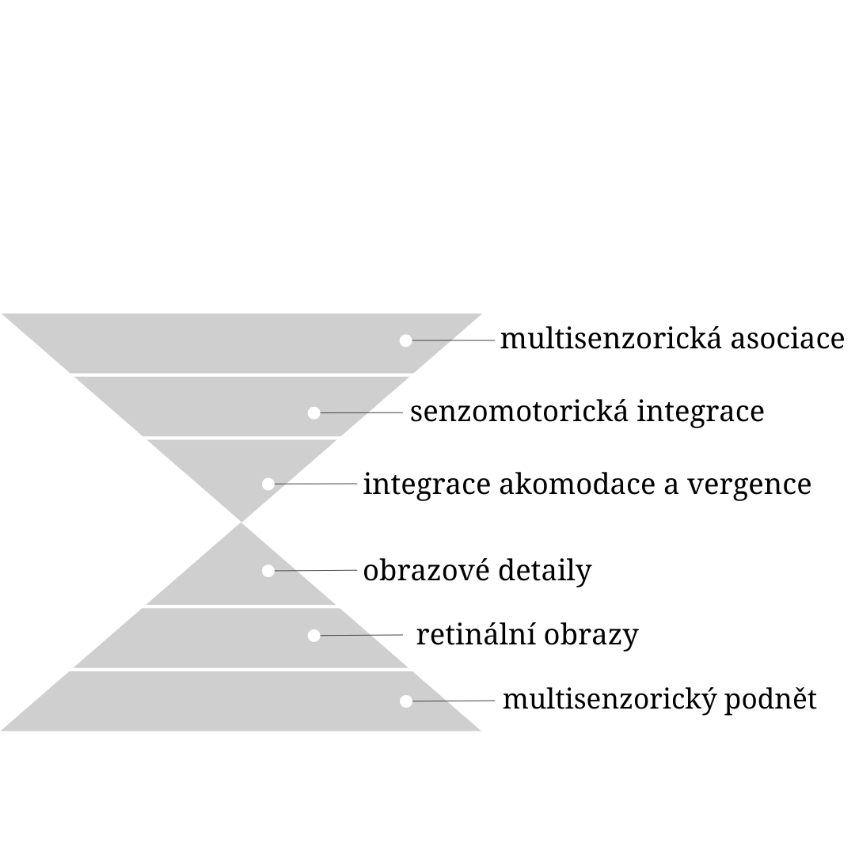 multisenzorická asociace
senzomotorická integrace
integrace akomodace a vergence
obrazové detaily
retinální obrazy
multisenzorický podnět